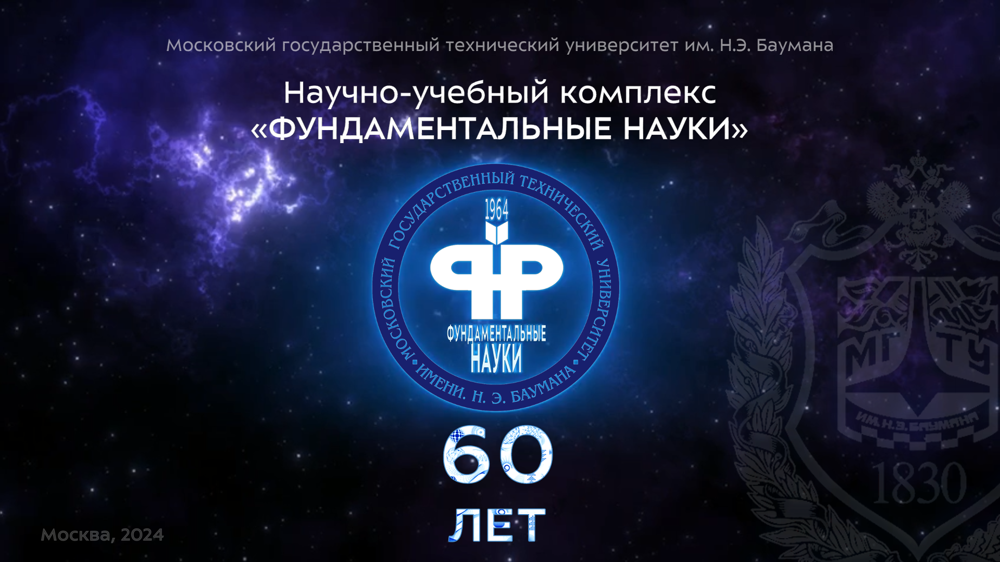 Московский государственный технический университет им. Н.Э. Баумана
Научно-учебный комплекс
«ФУНДАМЕНТАЛЬНЫЕ НАУКИ»
МОСКОВСКИЙ ГОСУДАРСТВЕННЫЙ ТЕХНИЧЕСКИЙ УНИВЕРСИТЕТ
• ИМЕНИ. Н. Э. БАУМАНА •
1964
ФУНДАМЕНТАЛЬНЫЕ
НАУКИ
МГТУ
ИМ. Н.Э. БАУМАНА
1830
60
ЛЕТ
Москва, 2024